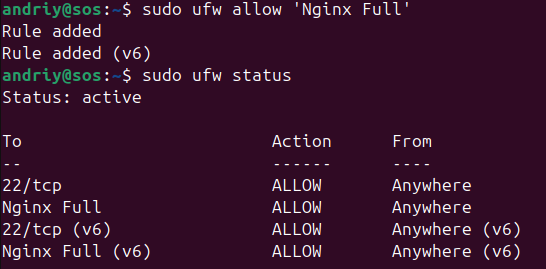 andriy@sos:~$ sudo ufw allow 'Nginx Full'
Rule added
Rule added (v6)
andriy@sos:~$ sudo ufw status
Status: active

To                         Action      From
--                         ------      ----
22/tcp                     ALLOW       Anywhere
Nginx Full                 ALLOW       Anywhere
22/tcp (v6)                ALLOW       Anywhere (v6)
Nginx Full (v6)            ALLOW       Anywhere (v6)